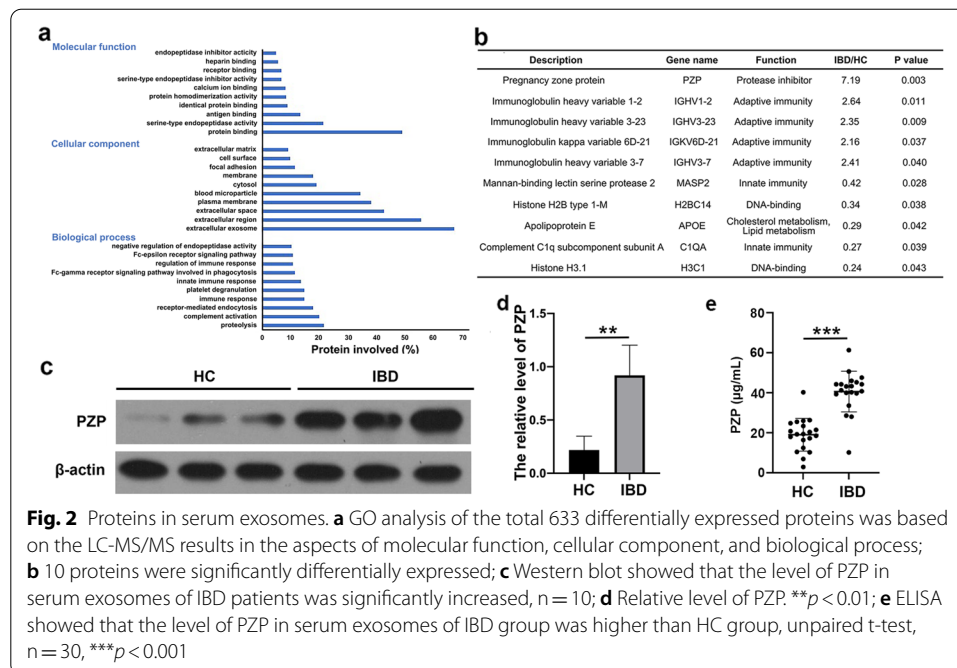 a
Molecular function
endopeptidase inhibitor activity
heparin binding
receptor binding
serine-type endopeptidase inhibitor activity
calcium ion binding
protein homodimerization activity
identical protein binding
antigen binding
serine-type endopeptidase activity
protein binding
Cellular component
extracellular matrix
cell surface
focal adhesion
membrane
cytosol
blood microparticle
plasma membrane
extracellular space
extracellular region
extracellular exosome
Biological process
negative regulation of endopeptidase activity
Fc-epsilon receptor signaling pathway
regulation of immune response
Fc-gamma receptor signaling pathway involved in phagocytosis
innate immune response
platelet degranulation
immune response
receptor-mediated endocytosis
complement activation
proteolysis
0 10 20 30 40 50 60 70
Protein involved (%)
b
Description Gene name Function IBD/HC P value
Pregnancy zone protein PZP Protease inhibitor 7.19 0.003
Immunoglobulin heavy variable 1-2 IGHV1-2 Adaptive immunity 2.64 0.011
Immunoglobulin heavy variable 3-23 IGHV3-23 Adaptive immunity 2.35 0.009
Immunoglobulin kappa variable 6D-21 IGKV6D-21 Adaptive immunity 2.16 0.037
Immunoglobulin heavy variable 3-7 IGHV3-7 Adaptive immunity 2.41 0.040
Mannan-binding lectin serine protease 2 MASP2 Innate immunity 0.42 0.028
Histone H2B type 1-M H2BC14 DNA-binding 0.34 0.038
Apolipoprotein E APOE Cholesterol metabolism, Lipid metabolism 0.29 0.042
Complement C1q subcomponent subunit A C1QA Innate immunity 0.27 0.039
Histone H3.1 H3C1 DNA-binding 0.24 0.043
c
HC IBD
PZP
β-actin
d
The relative level of PZP
1.5
1.0
0.5
0.0
**
HC IBD
e
PZP (μg/mL)
80
60
40
20
0
***
HC IBD
Fig. 2 Proteins in serum exosomes. a GO analysis of the total 633 differentially expressed proteins was based
on the LC-MS/MS results in the aspects of molecular function, cellular component, and biological process;
b 10 proteins were significantly differentially expressed; c Western blot showed that the level of PZP in
serum exosomes of IBD patients was significantly increased, n = 10; d Relative level of PZP. **p < 0.01; e ELISA
showed that the level of PZP in serum exosomes of IBD group was higher than HC group, unpaired t-test,
n = 30, ***p < 0.001